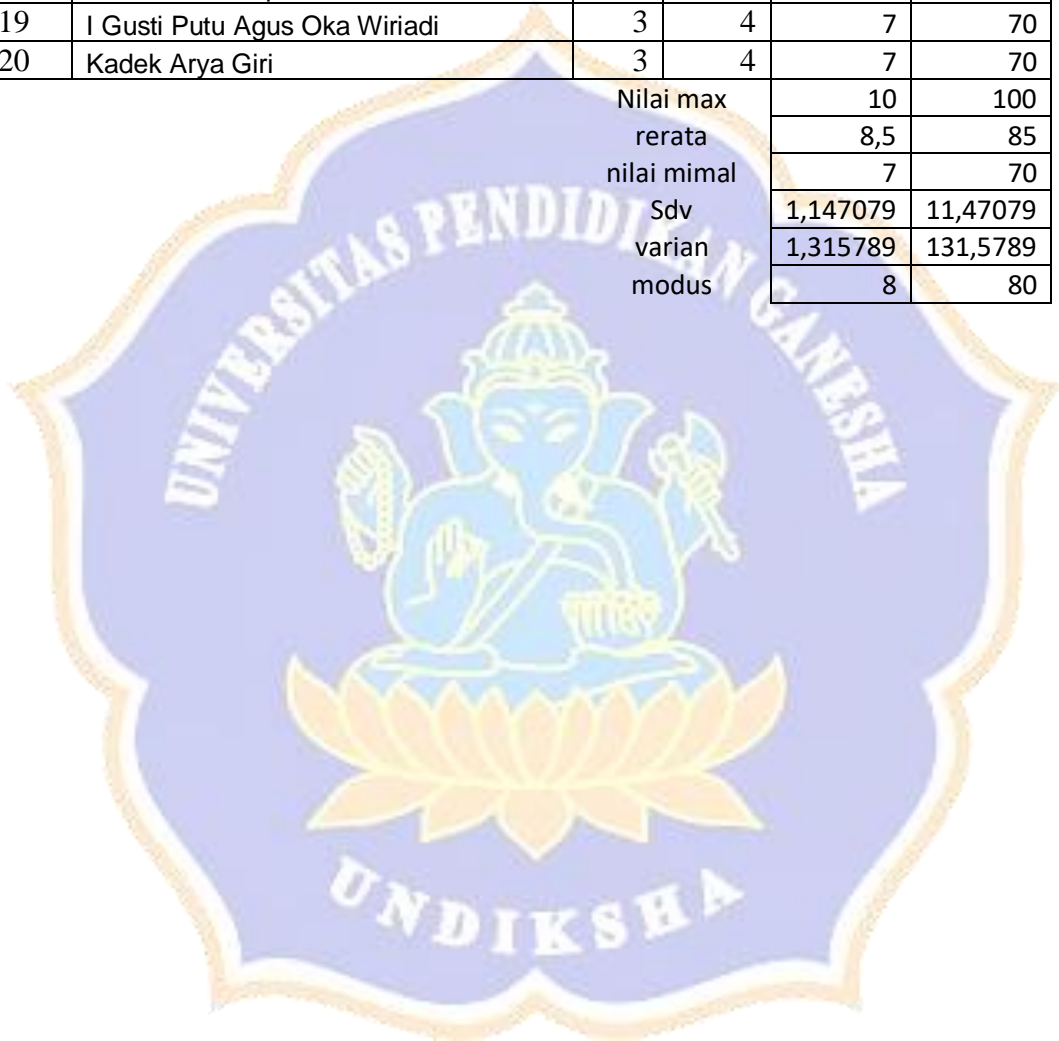 19 I Gusti Putu Agus Oka Wiriadi 3 4 7 70
20 Kadek Arya Giri 3 4 7 70
Nilai max 10 100
rerata 8,5 85
nilai mimal 7 70
Sdv 1,147079 11,47079
varian 1,315789 131,5789
modus 8 80
UNIVERSITAS PENDIDIKAN GANESHA
UNDIKSHA